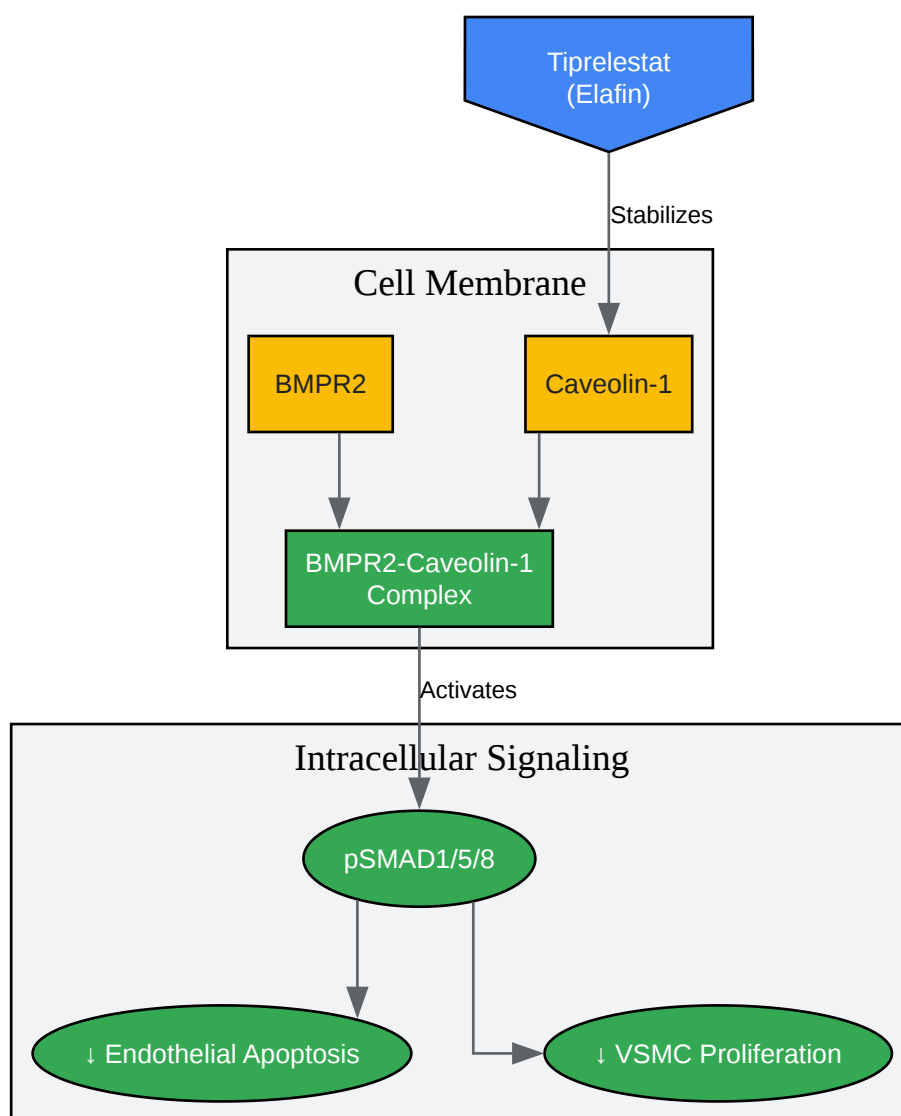 Tiprelestat
(Elafin)
Stabilizes
Cell Membrane
BMPR2
Caveolin-1
BMPR2-Caveolin-1
Complex
Activates
Intracellular Signaling
pSMAD1/5/8
↓ Endothelial Apoptosis
↓ VSMC Proliferation